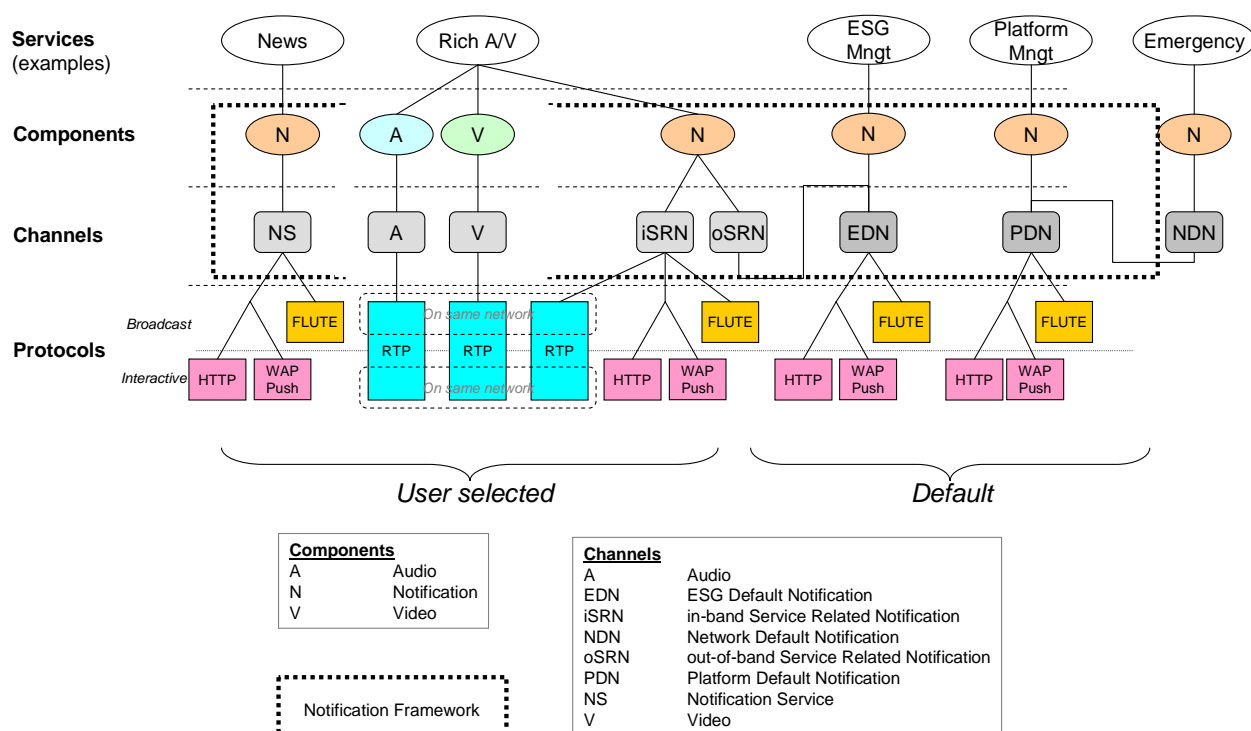 Services
(examples)
News
Rich A/V
ESG
Mngt
Platform
Mngt
Emergency
Components
N
A
V
N
N
N
N
Channels
NS
A
V
iSRN
oSRN
EDN
PDN
NDN
Broadcast
FLUTE
On same network
FLUTE
FLUTE
FLUTE
Protocols
RTP
RTP
RTP
Interactive
HTTP
WAP
Push
On same network
HTTP
WAP
Push
HTTP
WAP
Push
HTTP
WAP
Push
User selected
Default
Components
A Audio
N Notification
V Video
Notification Framework
Channels
A Audio
EDN ESG Default Notification
iSRN in-band Service Related Notification
NDN Network Default Notification
oSRN out-of-band Service Related Notification
PDN Platform Default Notification
NS Notification Service
V Video